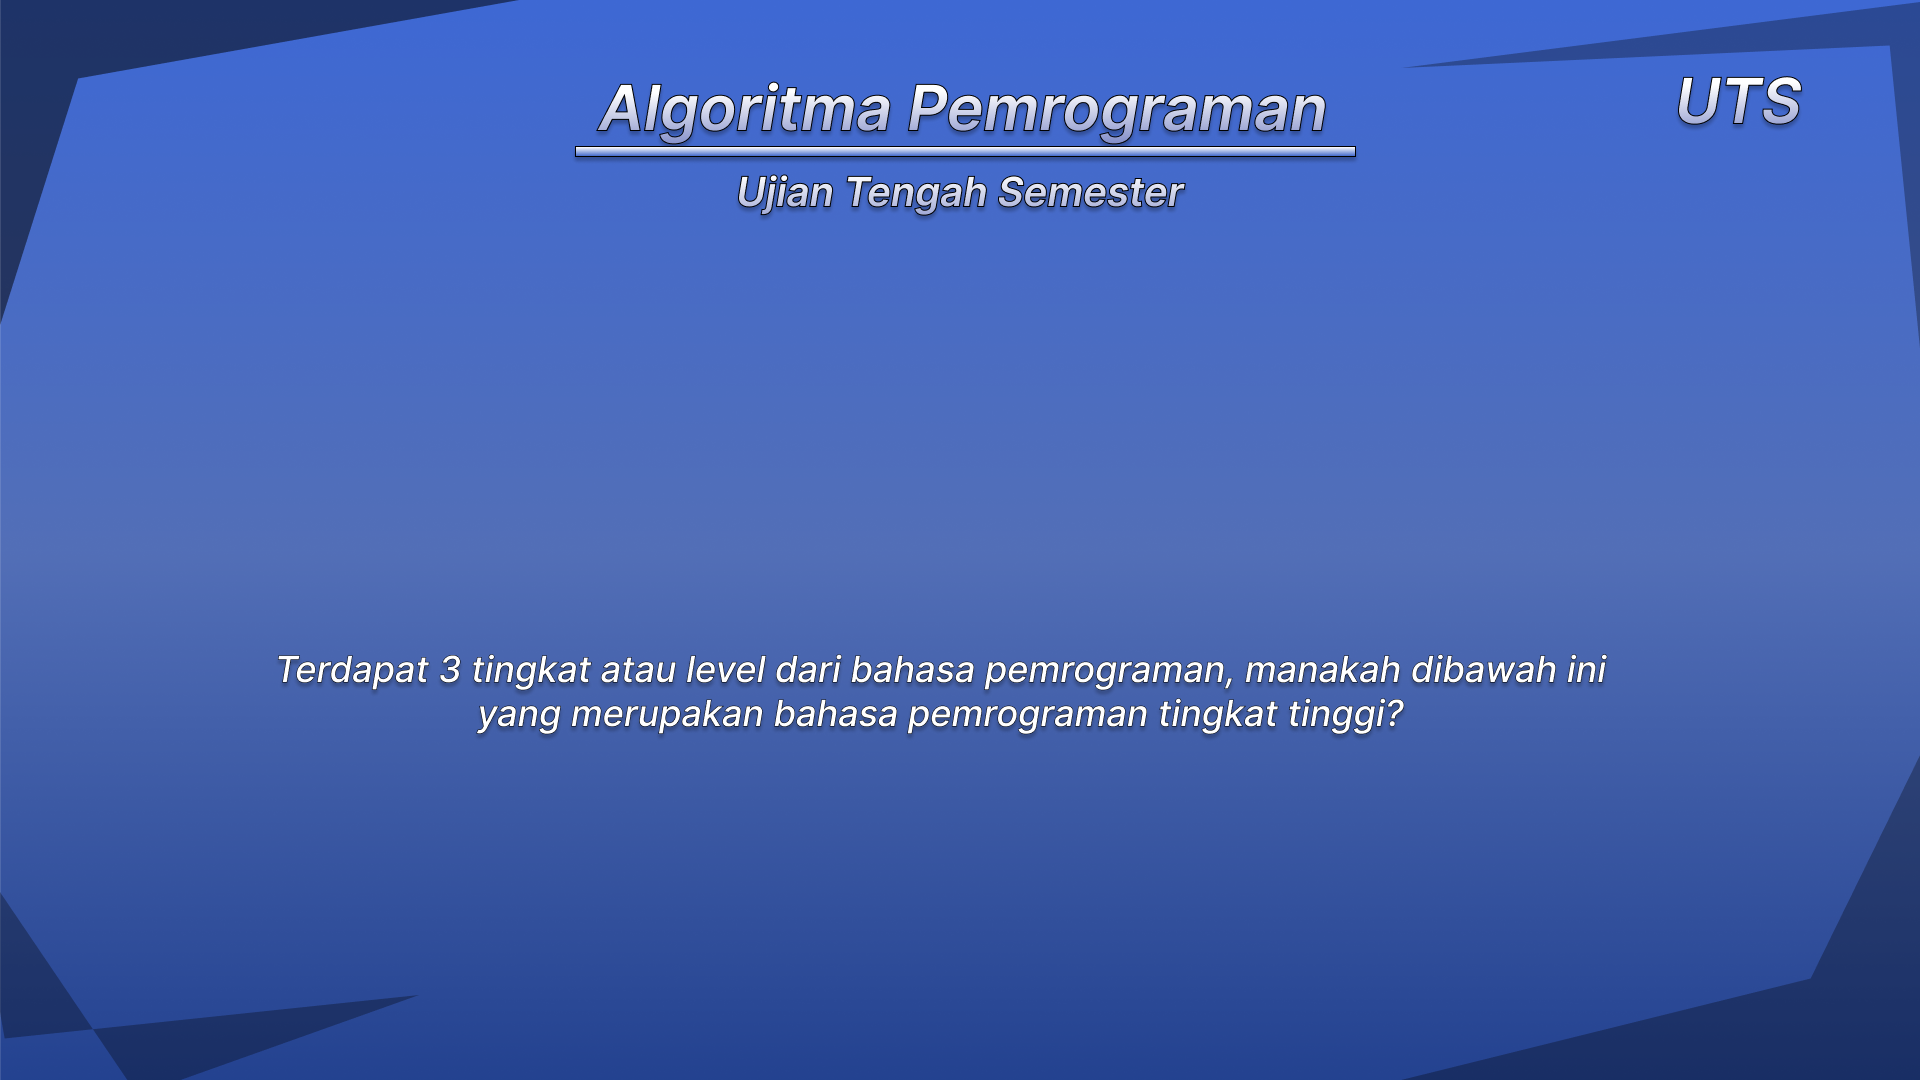 Algoritma Pemrograman
UTS
Ujian Tengah Semester
Terdapat 3 tingkat atau level dari bahasa pemrograman, manakah dibawah ini
yang merupakan bahasa pemrograman tingkat tinggi?